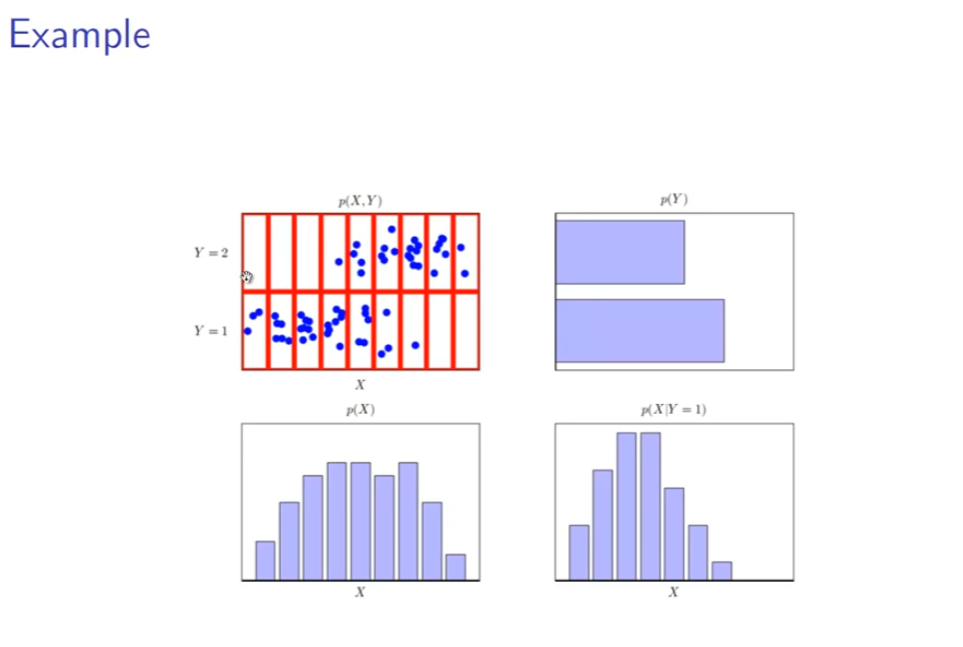 Example
p(X,Y)
Y = 2
Y = 1
X
p(Y)
p(X)
X
p(X|Y = 1)
X